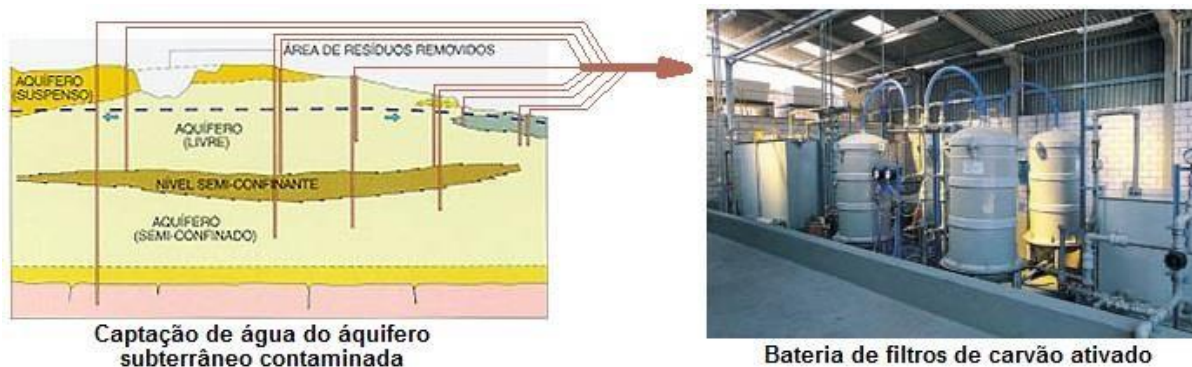 ÁREA DE RESÍDUOS REMOVIDOS
AQUÍFERO
(SUSPENSO)
AQUÍFERO
(LIVRE)
NÍVEL SEMI-CONFINANTE
AQUÍFERO
(SEMI-CONFINADO)
Captação de água do áquifero
subterrâneo contaminada
Bateria de filtros de carvão ativado